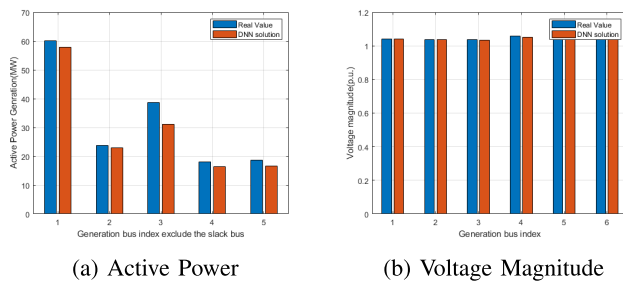 70
60
50
40
30
20
10
0
Active Power Genration(MW)
Real Value
DNN solution
1 2 3 4 5
Generation bus index exclude the slack bus
(a) Active Power
1.2
1
0.8
0.6
0.4
0.2
0
Voltage magnitude(p.u.)
Real Value
DNN solution
1 2 3 4 5 6
Generation bus index
(b) Voltage Magnitude